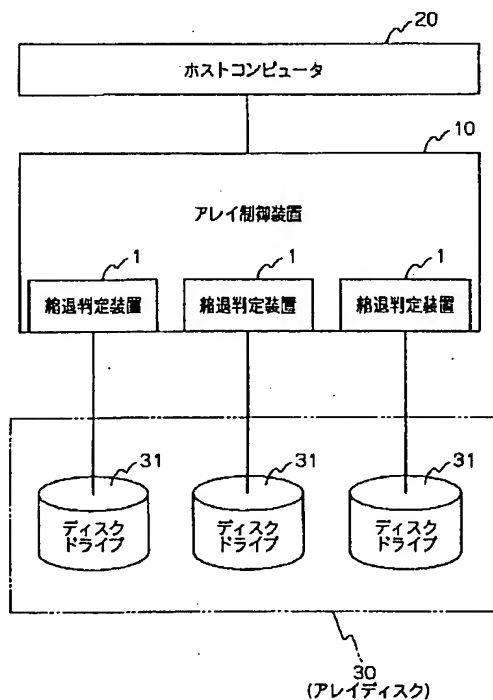 20
ホストコンピュータ
10
アレイ制御装置
1 1 1
縮退判定装置 縮退判定装置 縮退判定装置
31 31 31
ディスク ディスク ディスク
ドライブ ドライブ ドライブ
30
(アレイディスク)